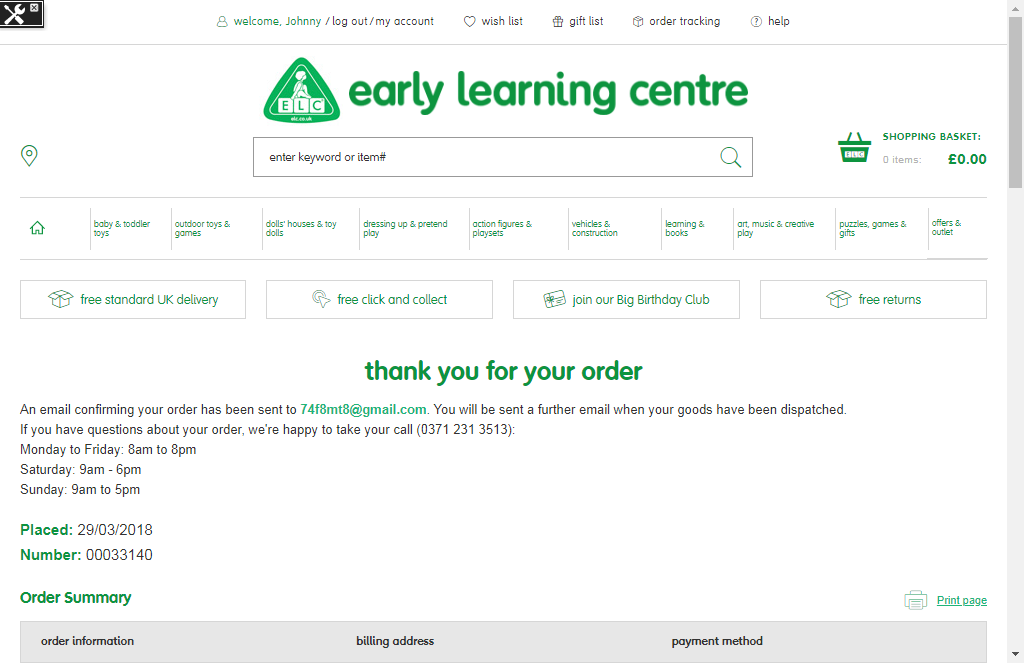 welcome, Johnny / log out / my account wish list gift list order tracking help
ELC
elc.co.uk
early learning centre
enter keyword or item#
SHOPPING BASKET:
ELC
0 items: £0.00
baby & toddler toys
outdoor toys & games
dolls' houses & toy dolls
dressing up & pretend play
action figures & playsets
vehicles & construction
learning & books
art, music & creative play
puzzles, games & gifts
offers & outlet
free standard UK delivery
free click and collect
join our Big Birthday Club
free returns
thank you for your order
An email confirming your order has been sent to 74f8mt8@gmail.com. You will be sent a further email when your goods have been dispatched.
If you have questions about your order, we're happy to take your call (0371 231 3513):
Monday to Friday: 8am to 8pm
Saturday: 9am - 6pm
Sunday: 9am to 5pm
Placed: 29/03/2018
Number: 00033140
Order Summary
Print page
order information billing address payment method